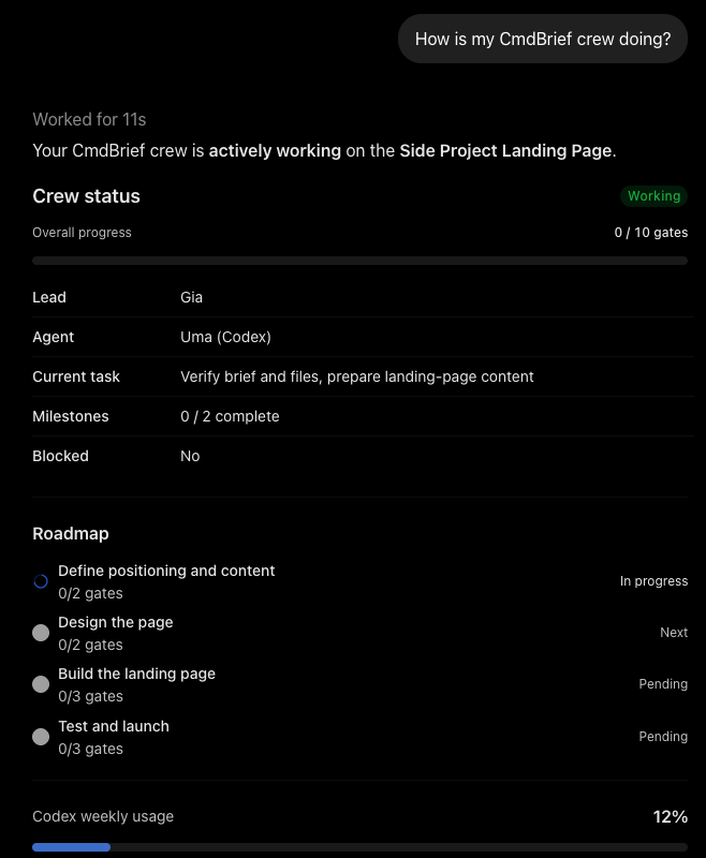 How is my CmdBrief crew doing?
Worked for 11s
Your CmdBrief crew is actively working on the Side Project Landing Page.
Crew status
Working
Overall progress
0 / 10 gates
Lead
Gia
Agent
Uma (Codex)
Current task
Verify brief and files, prepare landing-page content
Milestones
0 / 2 complete
Blocked
No
Roadmap
Define positioning and content
0/2 gates
In progress
Design the page
0/2 gates
Next
Build the landing page
0/3 gates
Pending
Test and launch
0/3 gates
Pending
Codex weekly usage
12%